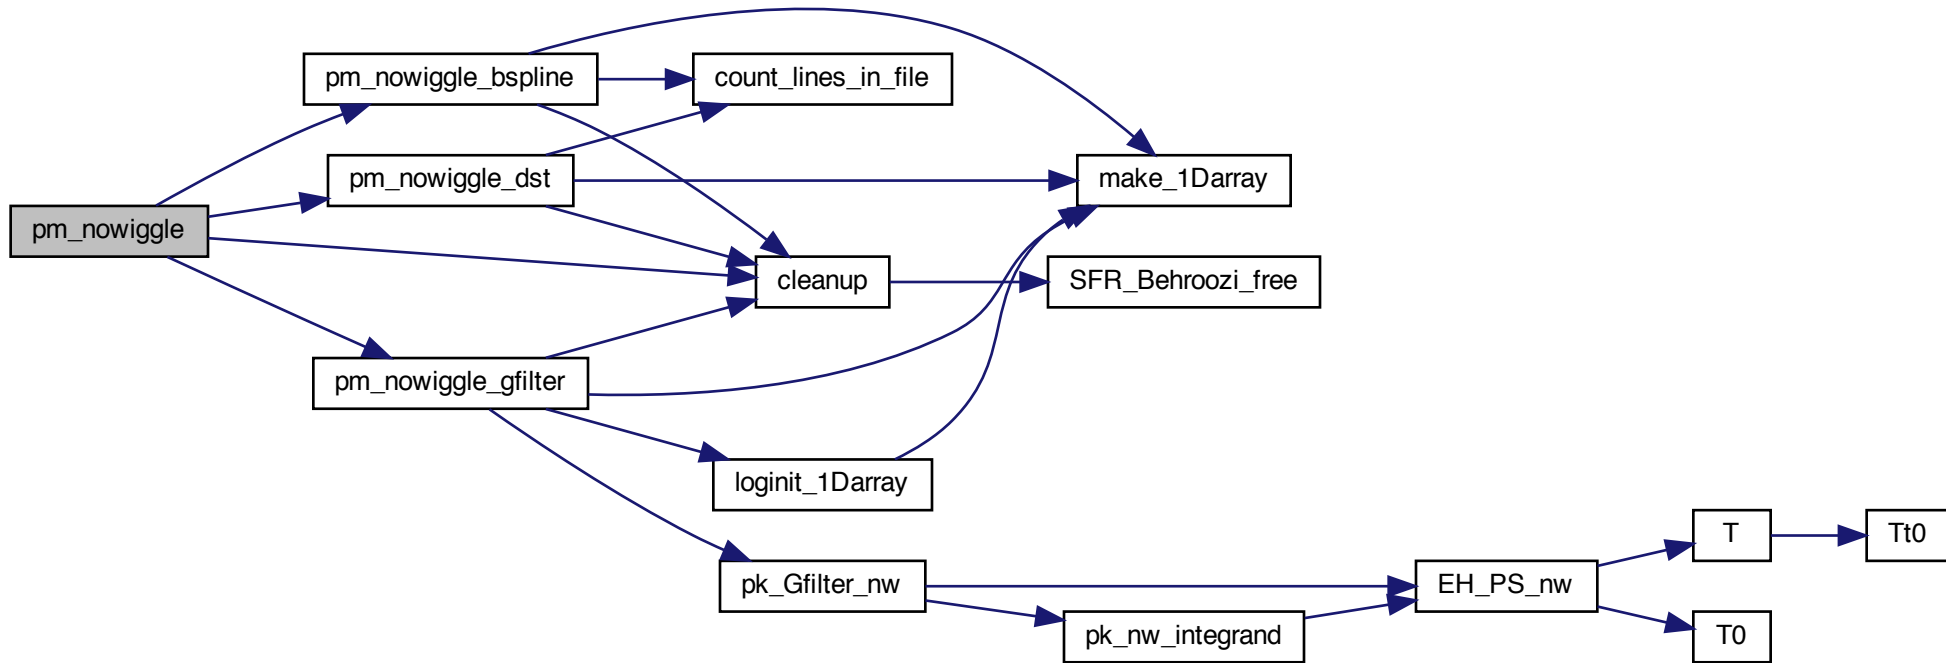 pm_nowiggle
pm_nowiggle_bspline
pm_nowiggle_dst
pm_nowiggle_gfilter
count_lines_in_file
cleanup
loginit_1Darray
pk_Gfilter_nw
make_1Darray
SFR_Behroozi_free
pk_nw_integrand
EH_PS_nw
T
T0
Tt0